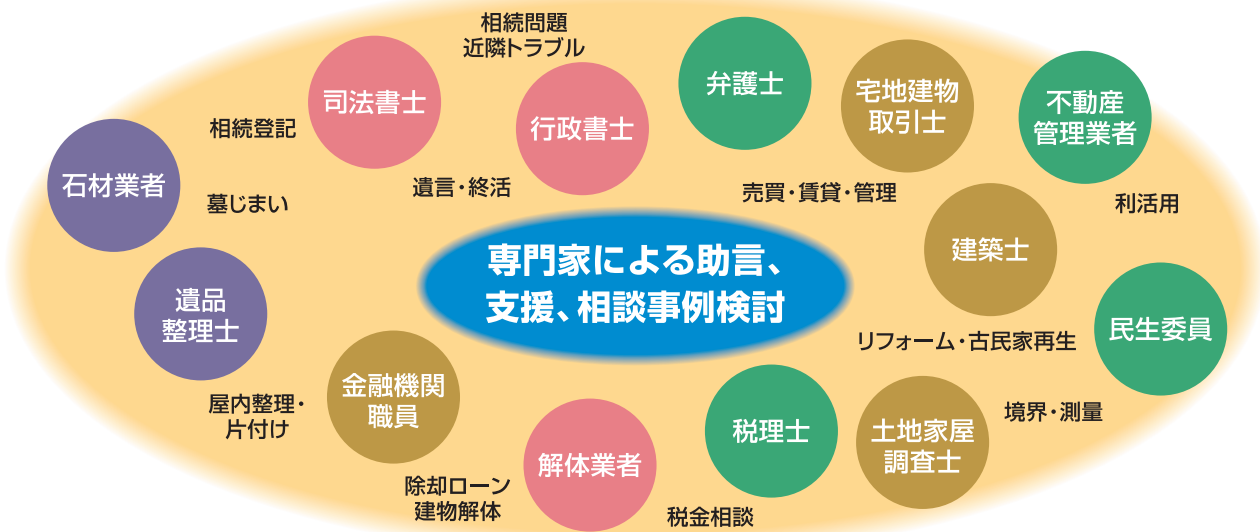 相続問題
近隣トラブル
司法書士
行政書士
弁護士
宅地建物
取引士
不動産
管理業者
相続登記
石材業者
墓じまい
遺言・終活
売買・賃貸・管理
利活用
専門家による助言、
支援、相談事例検討
建築士
遺品
整理士
民生委員
リフォーム・古民家再生
屋内整理・
片付け
金融機関
職員
境界・測量
解体業者
税理士
土地家屋
調査士
除却ローン
建物解体
税金相談